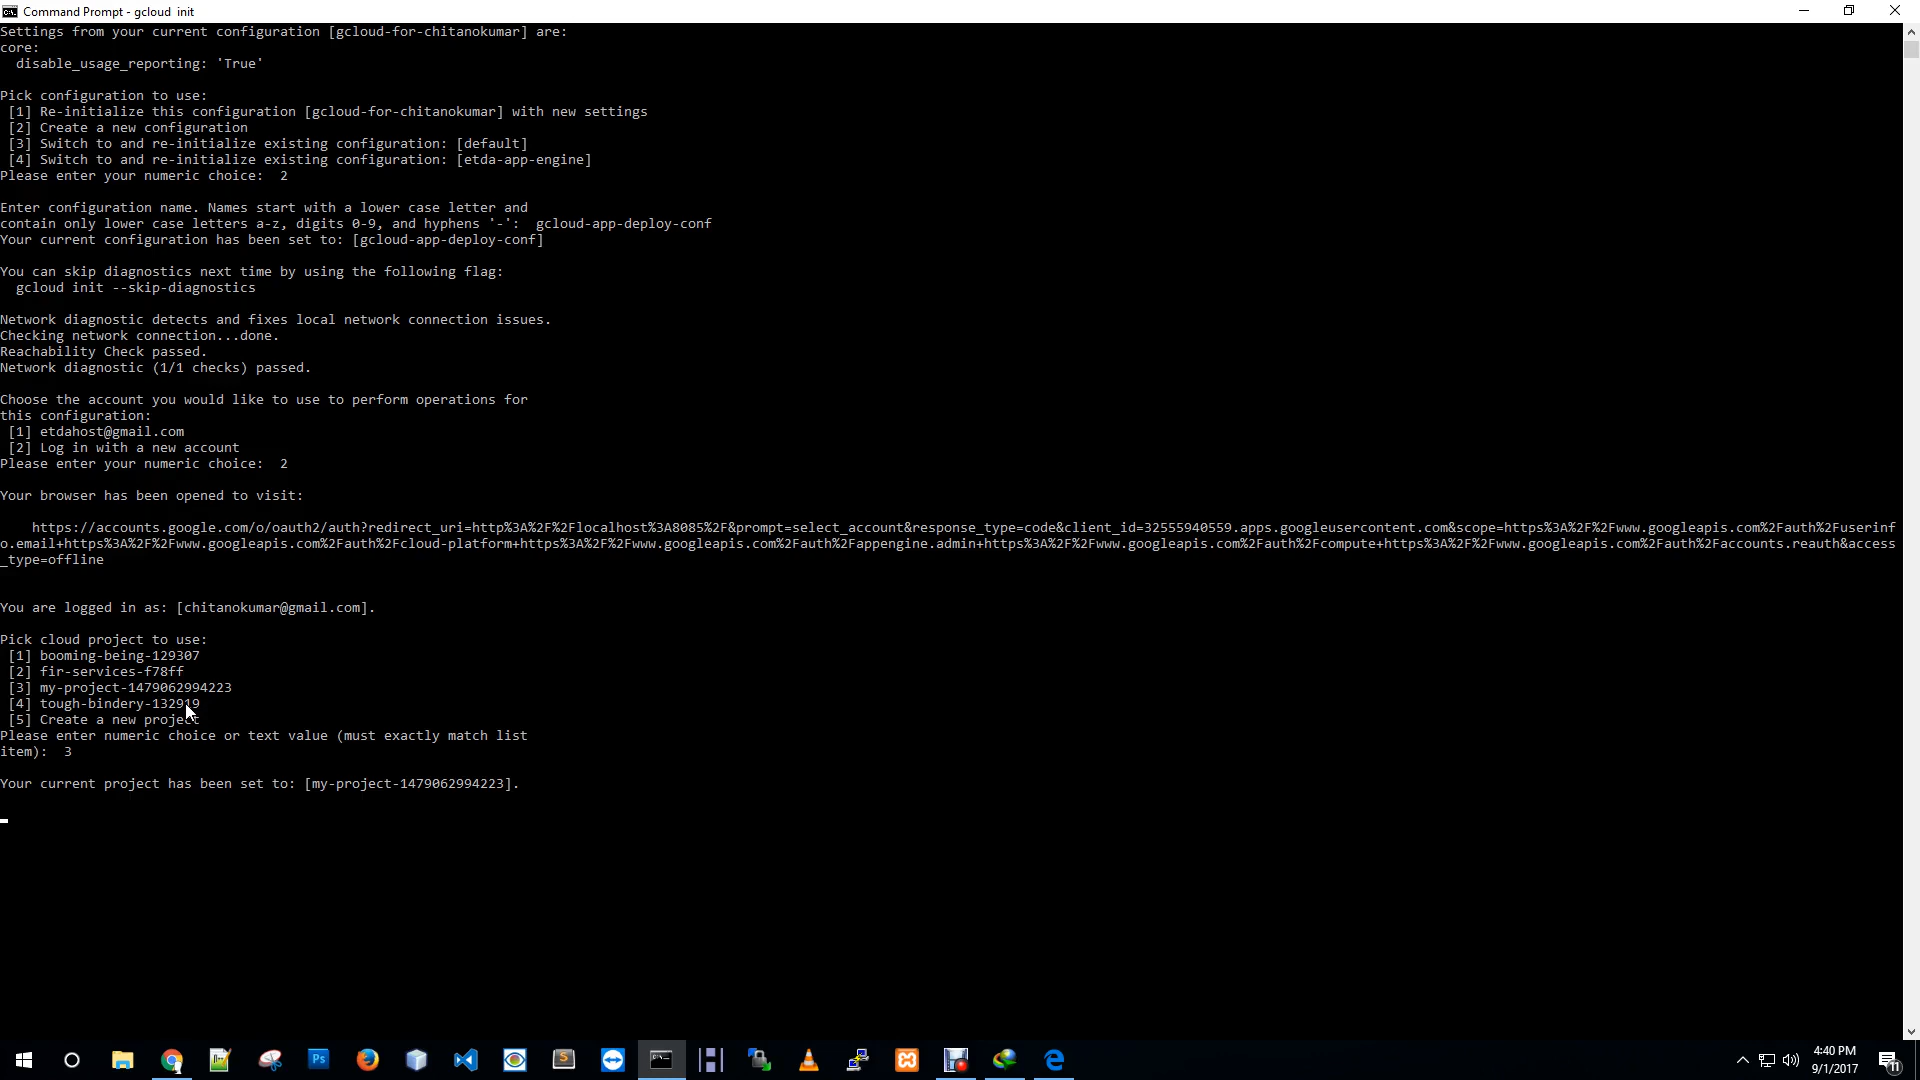 Command Prompt - gcloud  init
Settings from your current configuration [gcloud-for-chitanokumar] are:
core:
  disable_usage_reporting: 'True'
Pick configuration to use:
 [1] Re-initialize this configuration [gcloud-for-chitanokumar] with new settings
 [2] Create a new configuration
 [3] Switch to and re-initialize existing configuration: [default]
 [4] Switch to and re-initialize existing configuration: [etda-app-engine]
Please enter your numeric choice:  2
Enter configuration name. Names start with a lower case letter and
contain only lower case letters a-z, digits 0-9, and hyphens '-':  gcloud-app-deploy-conf
Your current configuration has been set to: [gcloud-app-deploy-conf]
You can skip diagnostics next time by using the following flag:
  gcloud init --skip-diagnostics
Network diagnostic detects and fixes local network connection issues.
Checking network connection...done.
Reachability Check passed.
Network diagnostic (1/1 checks) passed.
Choose the account you would like to use to perform operations for
this configuration:
 [1] etdahost@gmail.com
 [2] Log in with a new account
Please enter your numeric choice:  2
Your browser has been opened to visit:
    https://accounts.google.com/o/oauth2/auth?redirect_uri=http%3A%2F%2Flocalhost%3A8085%2F&prompt=select_account&response_type=code&client_id=32555940559.apps.googleusercontent.com&scope=https%3A%2F%2Fwww.googleapis.com%2Fauth%2Fuserinf
o.email+https%3A%2F%2Fwww.googleapis.com%2Fauth%2Fcloud-platform+https%3A%2F%2Fwww.googleapis.com%2Fauth%2Fappengine.admin+https%3A%2F%2Fwww.googleapis.com%2Fauth%2Fcompute+https%3A%2F%2Fwww.googleapis.com%2Fauth%2Faccounts.reauth&access
_type=offline
You are logged in as: [chitanokumar@gmail.com].
Pick cloud project to use:
 [1] booming-being-129307
 [2] fir-services-f78ff
 [3] my-project-1479062994223
 [4] tough-bindery-132919
 [5] Create a new project
Please enter numeric choice or text value (must exactly match list
item):  3
Your current project has been set to: [my-project-1479062994223].
4:40 PM
9/1/2017
11